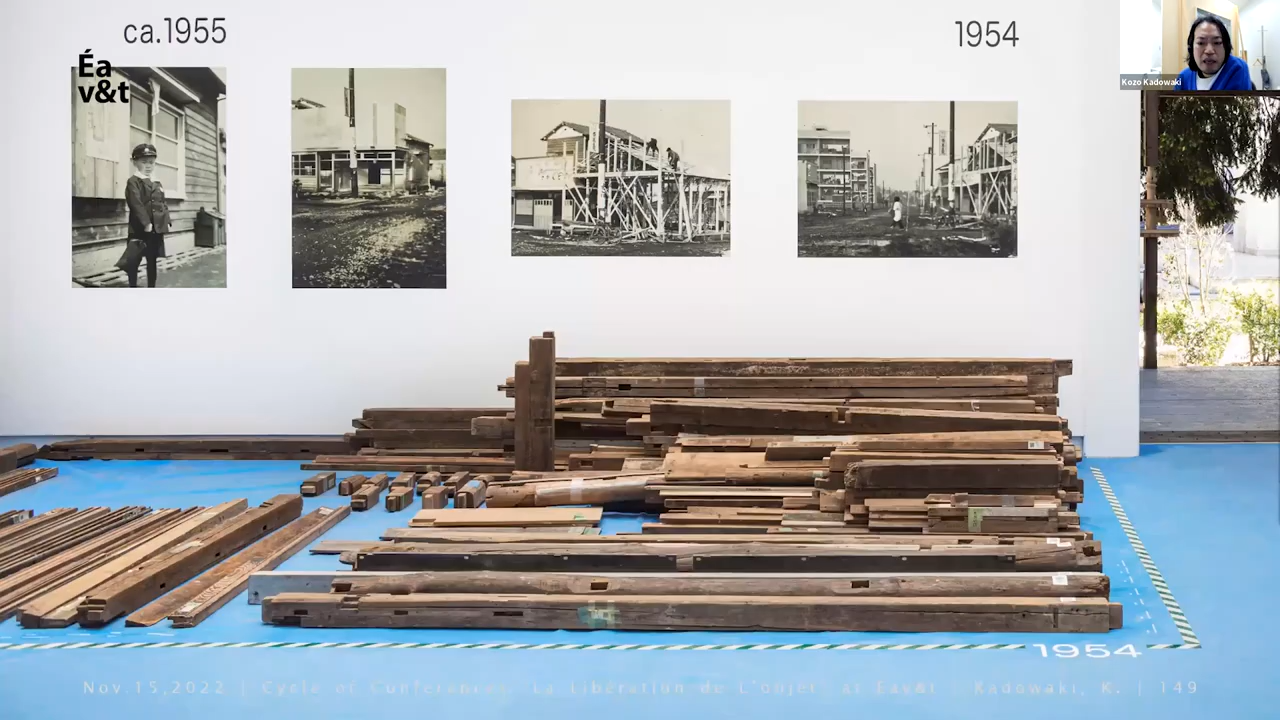 ca.1955
1954
Éa
v&t
Kozo Kadowaki
1954
Nov.15,2022 | Cycle of Conferences "La Libération de L'objet" at Éav&t - Kadowaki, K. | 149